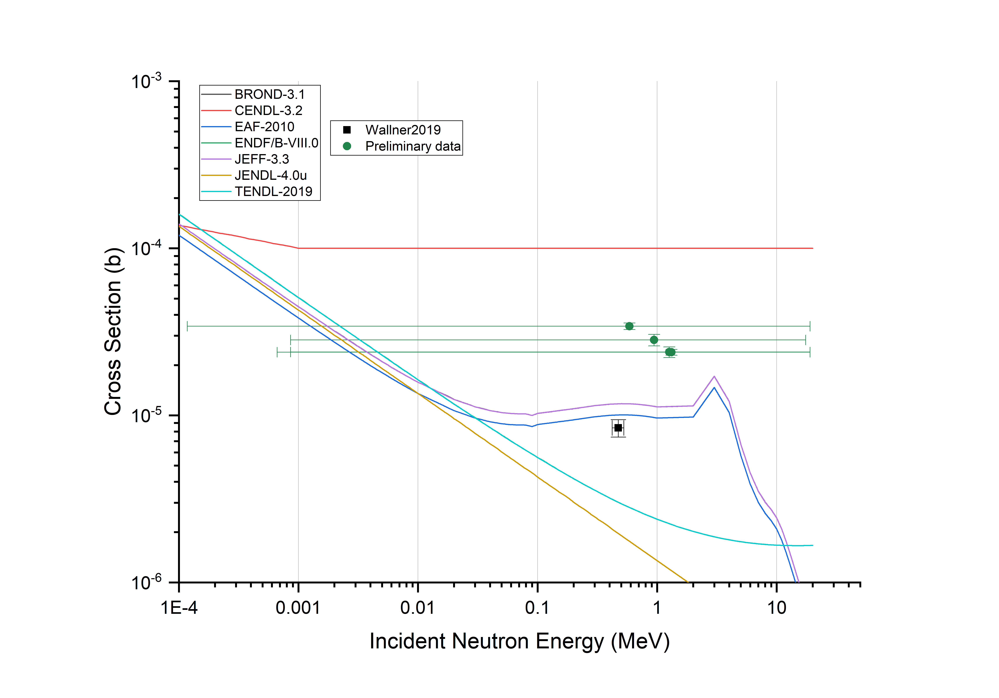 10-3
BROND-3.1
CENDL-3.2
EAF-2010
ENDF/B-VIII.0
JEFF-3.3
JENDL-4.0u
TENDL-2019
Wallner2019
Preliminary data
10-4
10-5
10-6
Cross Section (b)
1E-4 0.001 0.01 0.1 1 10
Incident Neutron Energy (MeV)